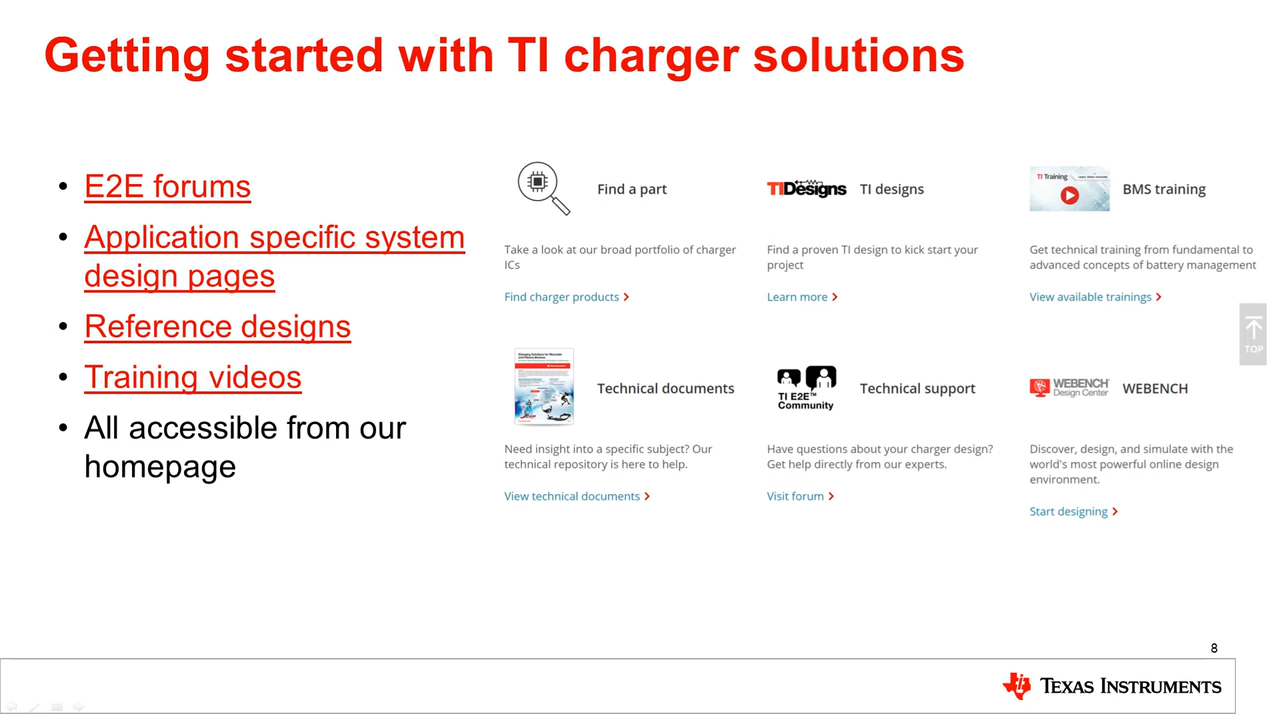 Getting started with TI charger solutions
• E2E forums
• Application specific system
design pages
• Reference designs
• Training videos
• All accessible from our
homepage
Find a part
Take a look at our broad portfolio of charger
ICs
Find charger products >
TIDesigns
TI designs
Find a proven TI design to kick start your
project
Learn more >
TI Training
BMS training
Get technical training from fundamental to
advanced concepts of battery management
View available trainings >
TOP
Technical documents
Need insight into a specific subject? Our
technical repository is here to help.
View technical documents >
TI E2E™
Community
Technical support
Have questions about your charger design?
Get help directly from our experts.
Visit forum >
WEBENCH
Design Center
WEBENCH
Discover, design, and simulate with the
world's most powerful online design
environment.
Start designing >
8
TEXAS INSTRUMENTS